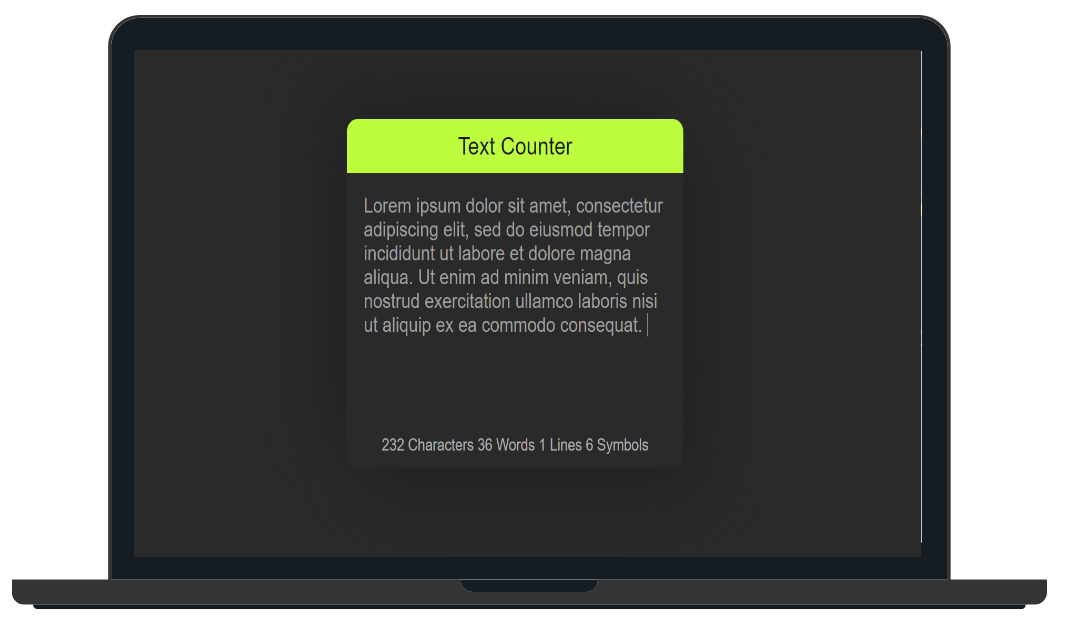 Text Counter
Lorem ipsum dolor sit amet, consectetur
adipiscing elit, sed do eiusmod tempor
incididunt ut labore et dolore magna
aliqua. Ut enim ad minim veniam, quis
nostrud exercitation ullamco laboris nisi
ut aliquip ex ea commodo consequat.
232 Characters 36 Words 1 Lines 6 Symbols